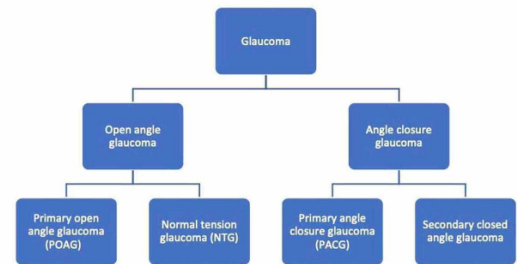 Glaucoma
Open angle
glaucoma
Angle closure
glaucoma
Primary open
angle glaucoma
(POAG)
Normal tension
glaucoma (NTG)
Primary angle
closure glaucoma
(PACG)
Secondary closed
angle glaucoma